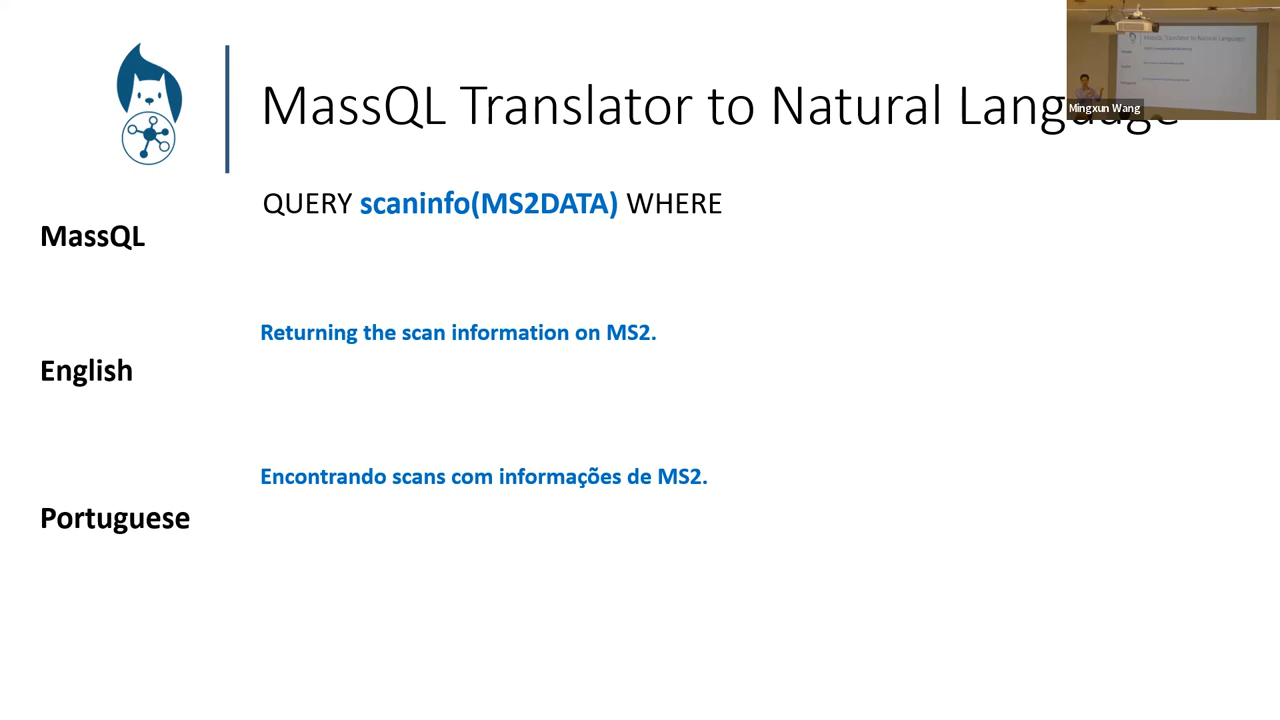 MassQL Translator to Natural Language
Mingxun Wang
QUERY scaninfo(MS2DATA) WHERE
MassQL
Returning the scan information on MS2.
English
Encontrando scans com informações de MS2.
Portuguese